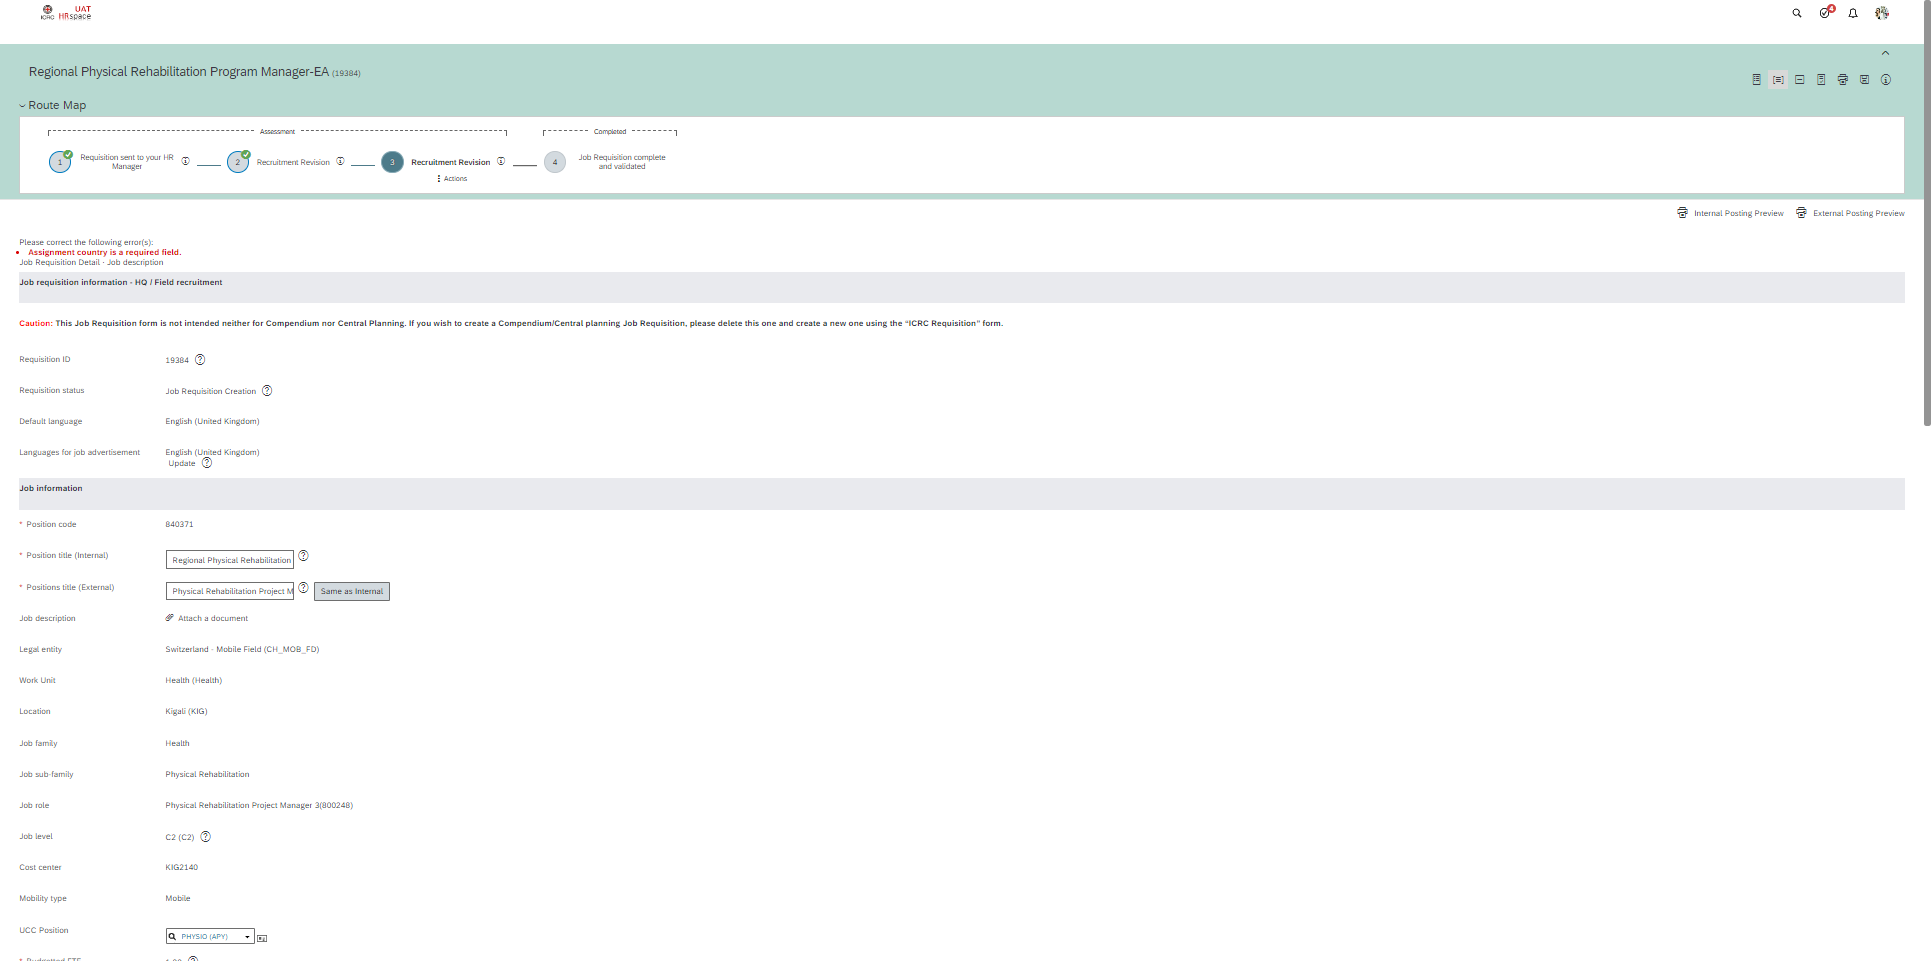 UAT
ICRC HRspace
4
Regional Physical Rehabilitation Program Manager-EA (19384)
Route Map
Assessment
Completed
1 Requisition sent to your HR Manager
2 Recruitment Revision
3 Recruitment Revision
Actions
4 Job Requisition complete and validated
Internal Posting Preview External Posting Preview
Please correct the following error(s):
Assignment country is a required field.
Job Requisition Detail - Job description
Job requisition information - HQ / Field recruitment
Caution: This Job Requisition form is not intended neither for Compendium nor Central Planning. If you wish to create a Compendium/Central planning Job Requisition, please delete this one and create a new one using the "ICRC Requisition" form.
Requisition ID 19384
Requisition status Job Requisition Creation
Default language English (United Kingdom)
Languages for job advertisement English (United Kingdom)
Update
Job information
* Position code 840371
* Position title (Internal) Regional Physical Rehabilitation
* Positions title (External) Physical Rehabilitation Project M Same as Internal
Job description Attach a document
Legal entity Switzerland - Mobile Field (CH_MOB_FD)
Work Unit Health (Health)
Location Kigali (KIG)
Job family Health
Job sub-family Physical Rehabilitation
Job role Physical Rehabilitation Project Manager 3(800248)
Job level C2 (C2)
Cost center KIG2140
Mobility type Mobile
UCC Position PHYSIO (APY)
* Budgetted FTE